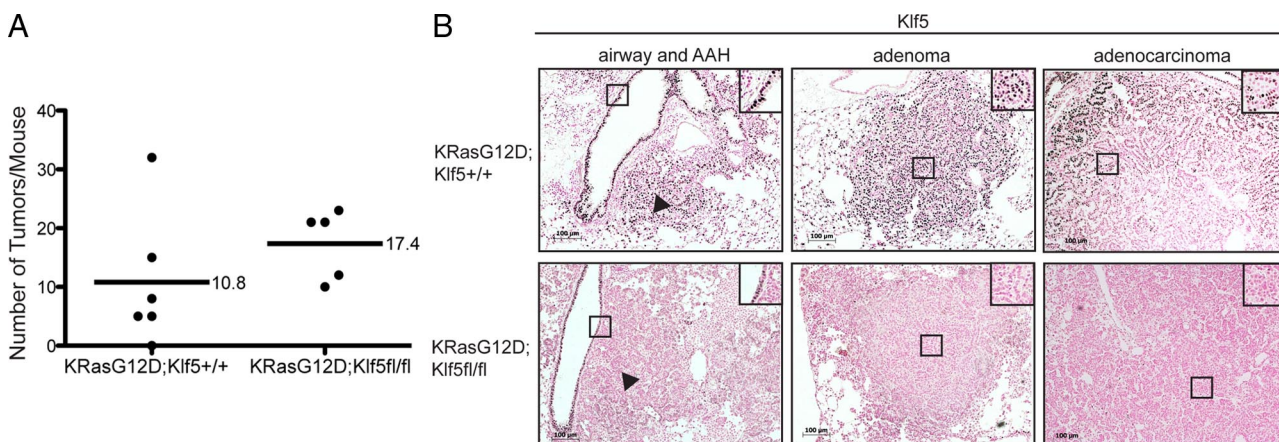 A
Number of Tumors/Mouse
40
30
20
10
0
10.8
17.4
KRasG12D;Klf5+/+
KRasG12D;Klf5fl/fl
B
Klf5
airway and AAH
adenoma
adenocarcinoma
KRasG12D;
Klf5+/+
100 µm
100 µm
100 µm
KRasG12D;
Klf5fl/fl
100 µm
100 µm
100 µm